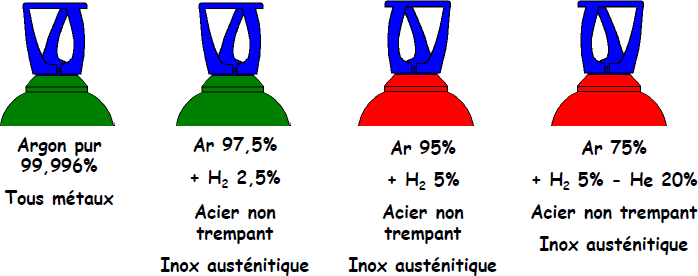 Argon pur
99,996%
Tous métaux
Ar 97,5%
+ H₂ 2,5%
Acier non
trempant
Inox austénitique
Ar 95%
+ H₂ 5%
Acier non
trempant
Inox austénitique
Ar 75%
+ H₂ 5% - He 20%
Acier non trempant
Inox austénitique